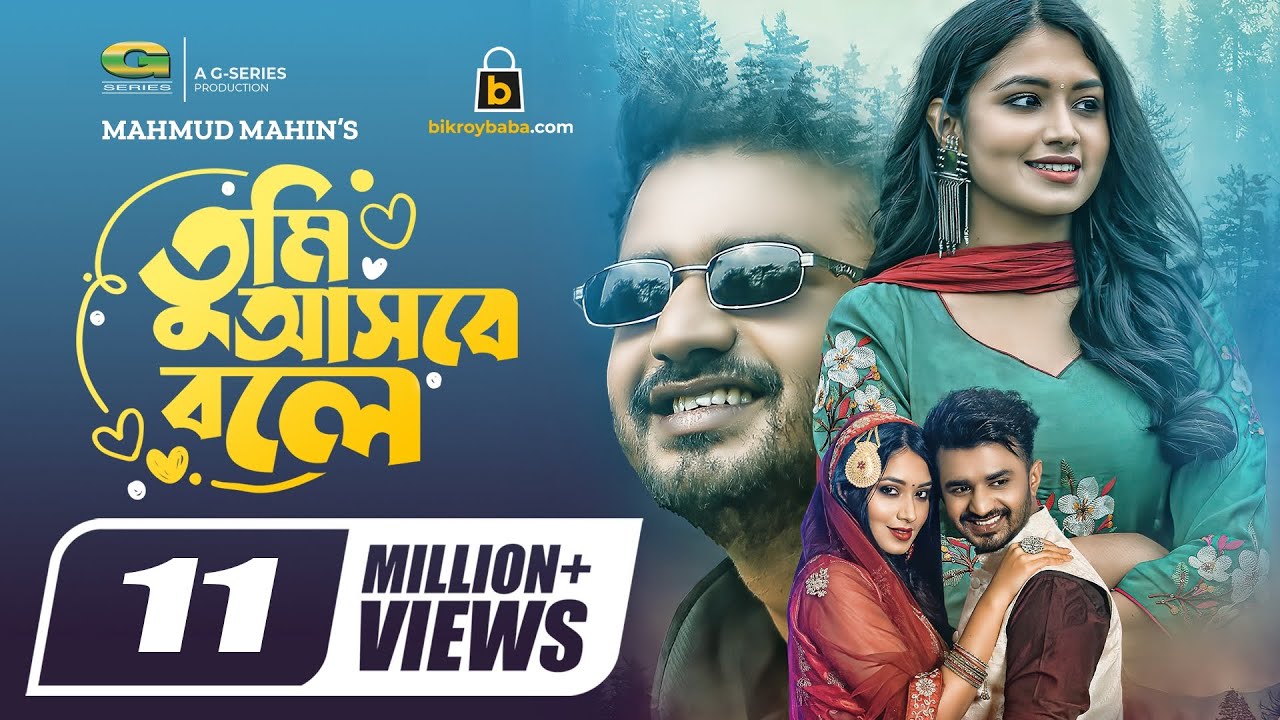 G
SERIES
A G-SERIES
PRODUCTION
b
bikroybaba.com
MAHMUD MAHIN'S
তুমি
আসবে
বলে
11
MILLION+
VIEWS